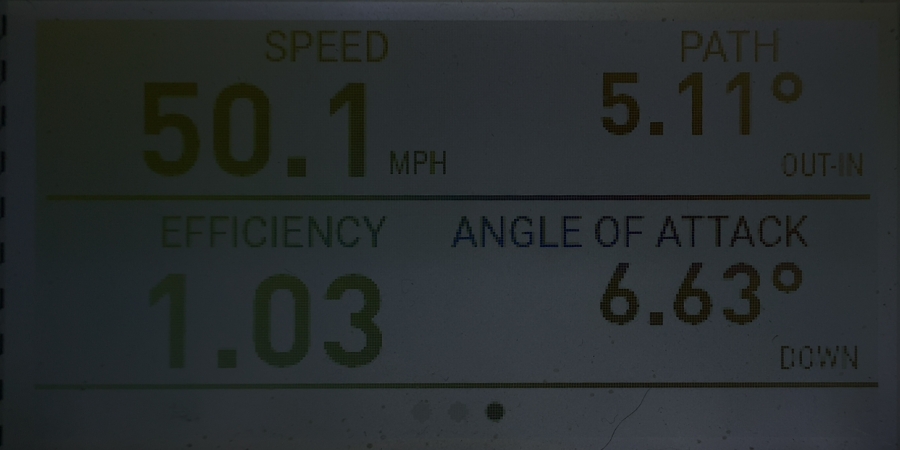 SPEED
50.1 MPH
PATH
5.11°
OUT-IN
EFFICIENCY
1.03
ANGLE OF ATTACK
6.63°
DOWN